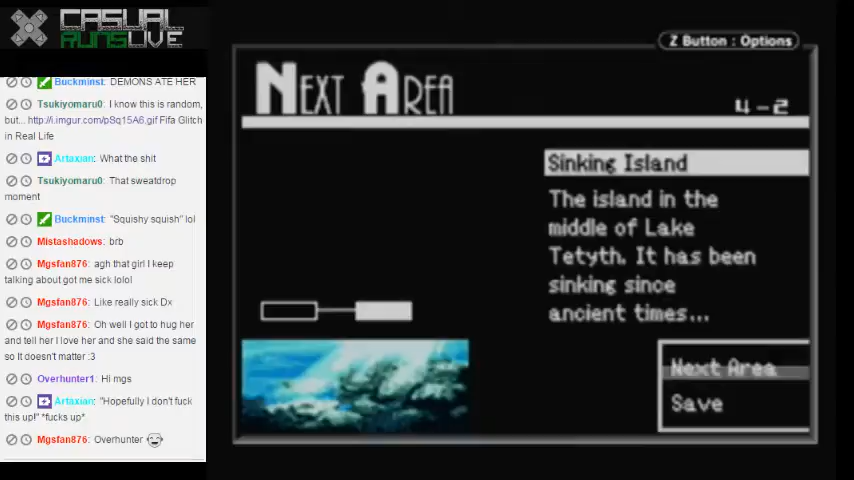 CASUAL
RUNSLIVE
Buckminst: DEMONS ATE HER
Tsukiyomaru0: I know this is random,
but... http://i.imgur.com/pSq15A6.gif Fifa Glitch
in Real Life
Artaxian: What the shit
Tsukiyomaru0: That sweatdrop
moment
Buckminst: "Squishy squish" lol
Mistashadows: brb
Mgsfan876: agh that girl I keep
talking about got me sick lolol
Mgsfan876: Like really sick Dx
Mgsfan876: Oh well I got to hug her
and tell her I love her and she said the same
so It doesn't matter :3
Overhunter1: Hi mgs
Artaxian: "Hopefully I don't fuck
this up!" *fucks up*
Mgsfan876: Overhunter
Z Button : Options
NEXT AREA
4-2
Sinking Island
The island in the
middle of Lake
Tetyth. It has been
sinking since
ancient times...
Next Area
Save